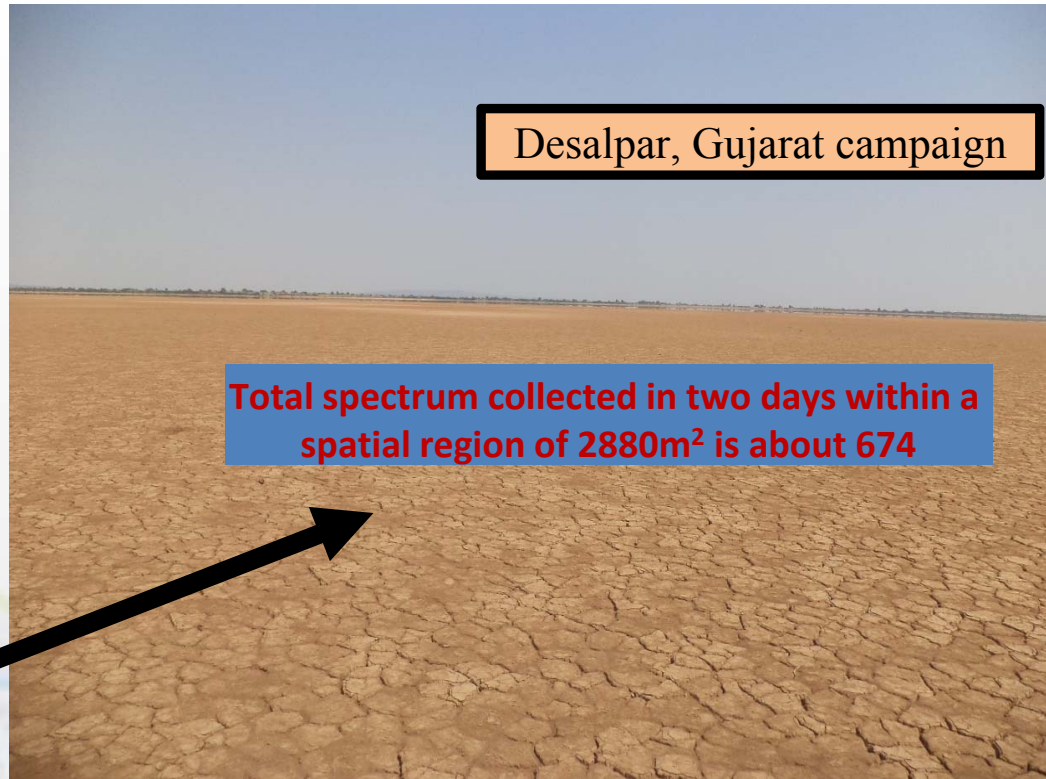 Desalpar, Gujarat campaign
Total spectrum collected in two days within a
spatial region of 2880m² is about 674